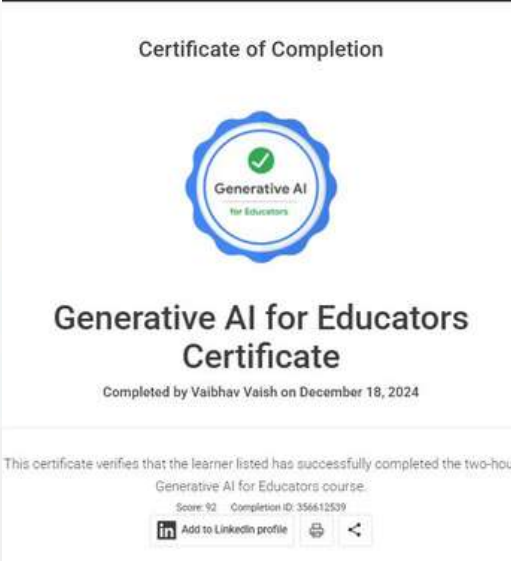 Certificate of Completion
Generative AI
for Educators
Generative AI for Educators
Certificate
Completed by Vaibhav Vaish on December 18, 2024
This certificate verifies that the learner listed has successfully completed the two-hou
Generative AI for Educators course.
Score: 92 Completion ID: 356612539
in Add to LinkedIn profile